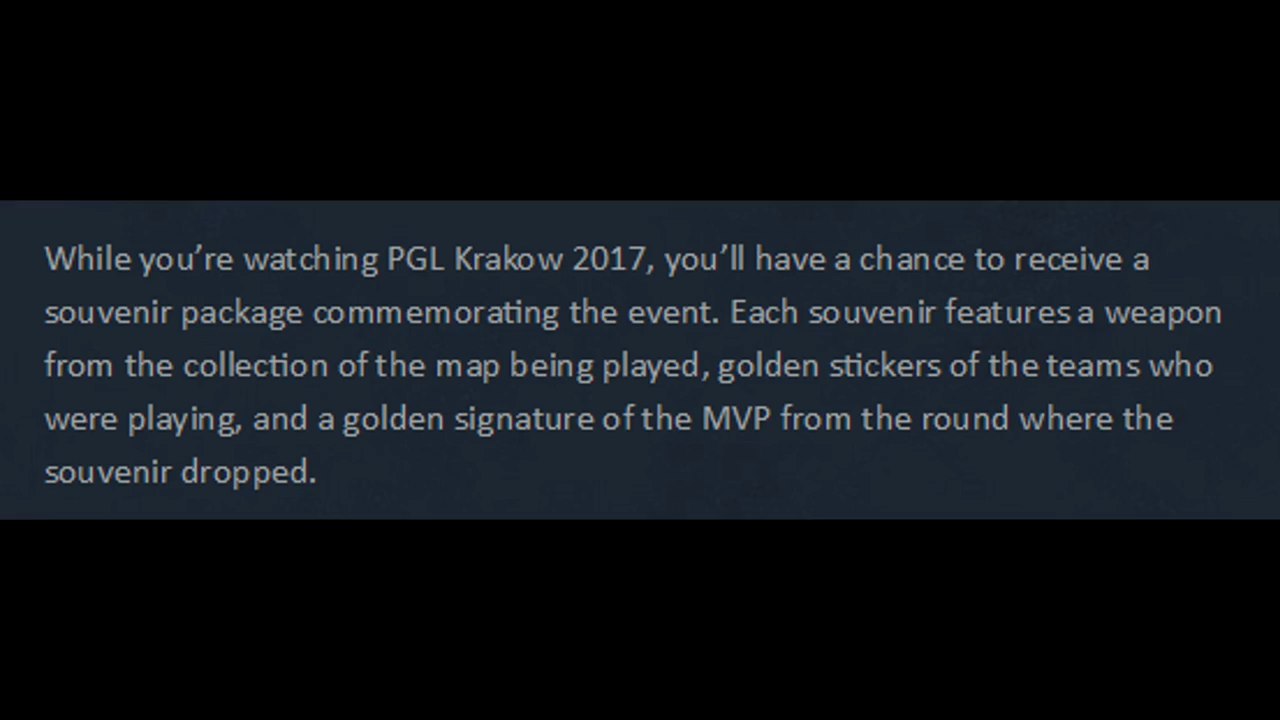 While you’re watching PGL Krakow 2017, you’ll have a chance to receive a
souvenir package commemorating the event. Each souvenir features a weapon
from the collection of the map being played, golden stickers of the teams who
were playing, and a golden signature of the MVP from the round where the
souvenir dropped.